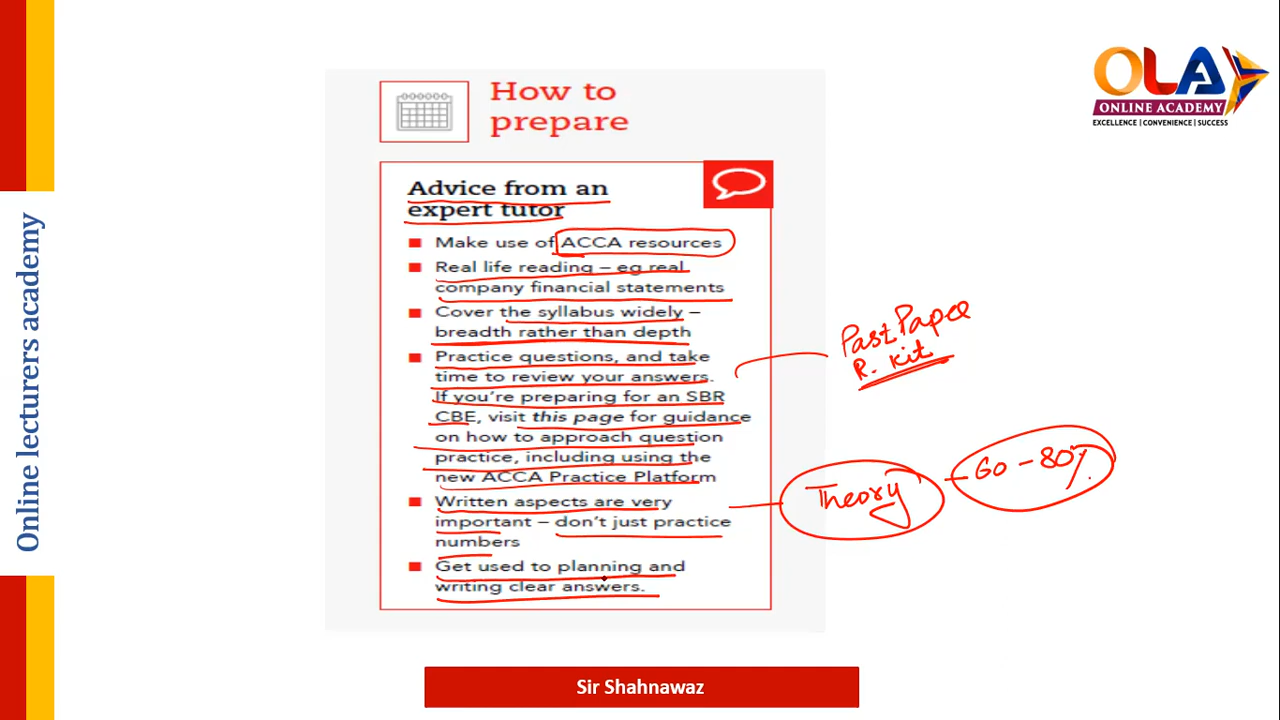 Online lecturers academy
OLA
ONLINE ACADEMY
EXCELLENCE | CONVENIENCE | SUCCESS
How to
prepare
Advice from an
expert tutor
Make use of ACCA resources
Real life reading – eg real
company financial statements
Cover the syllabus widely –
breadth rather than depth
Practice questions, and take
time to review your answers.
If you're preparing for an SBR
CBE, visit this page for guidance
on how to approach question
practice, including using the
new ACCA Practice Platform
Written aspects are very
important – don't just practice
numbers
Get used to planning and
writing clear answers.
Past Paper
R. Kit
Theory
60 - 80%
Sir Shahnawaz